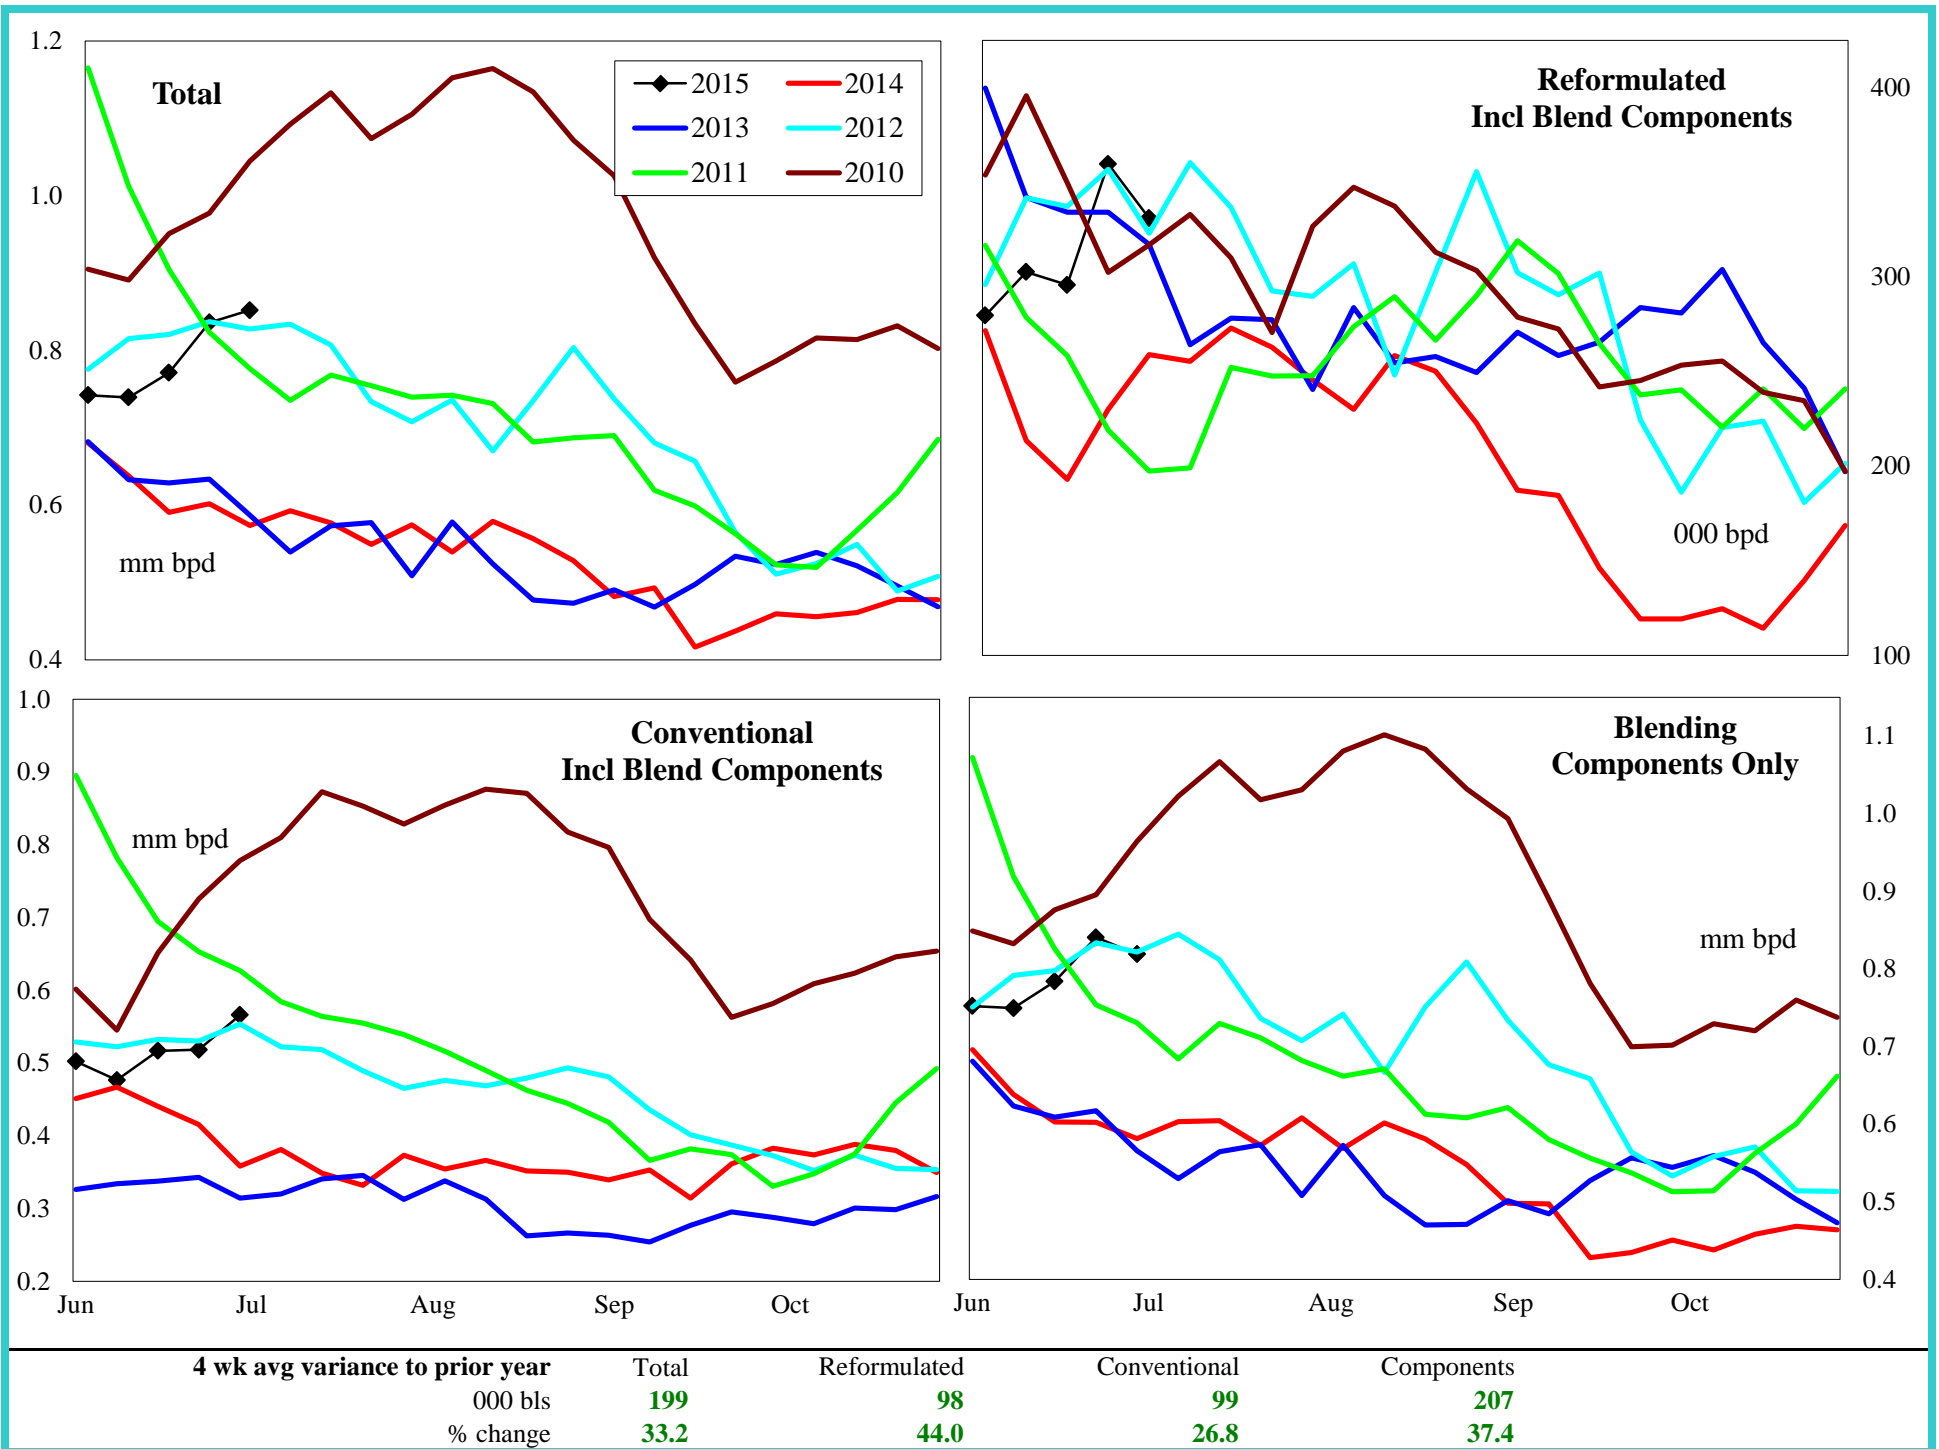 Total
2015 2014
2013 2012
2011 2010
mm bpd
1.2
1.0
0.8
0.6
0.4
Reformulated
Incl Blend Components
000 bpd
400
300
200
100
Conventional
Incl Blend Components
mm bpd
1.0
0.9
0.8
0.7
0.6
0.5
0.4
0.3
0.2
Jun Jul Aug Sep Oct
Blending
Components Only
mm bpd
1.1
1.0
0.9
0.8
0.7
0.6
0.5
0.4
Jun Jul Aug Sep Oct
4 wk avg variance to prior year Total Reformulated Conventional Components
000 bls 199 98 99 207
% change 33.2 44.0 26.8 37.4